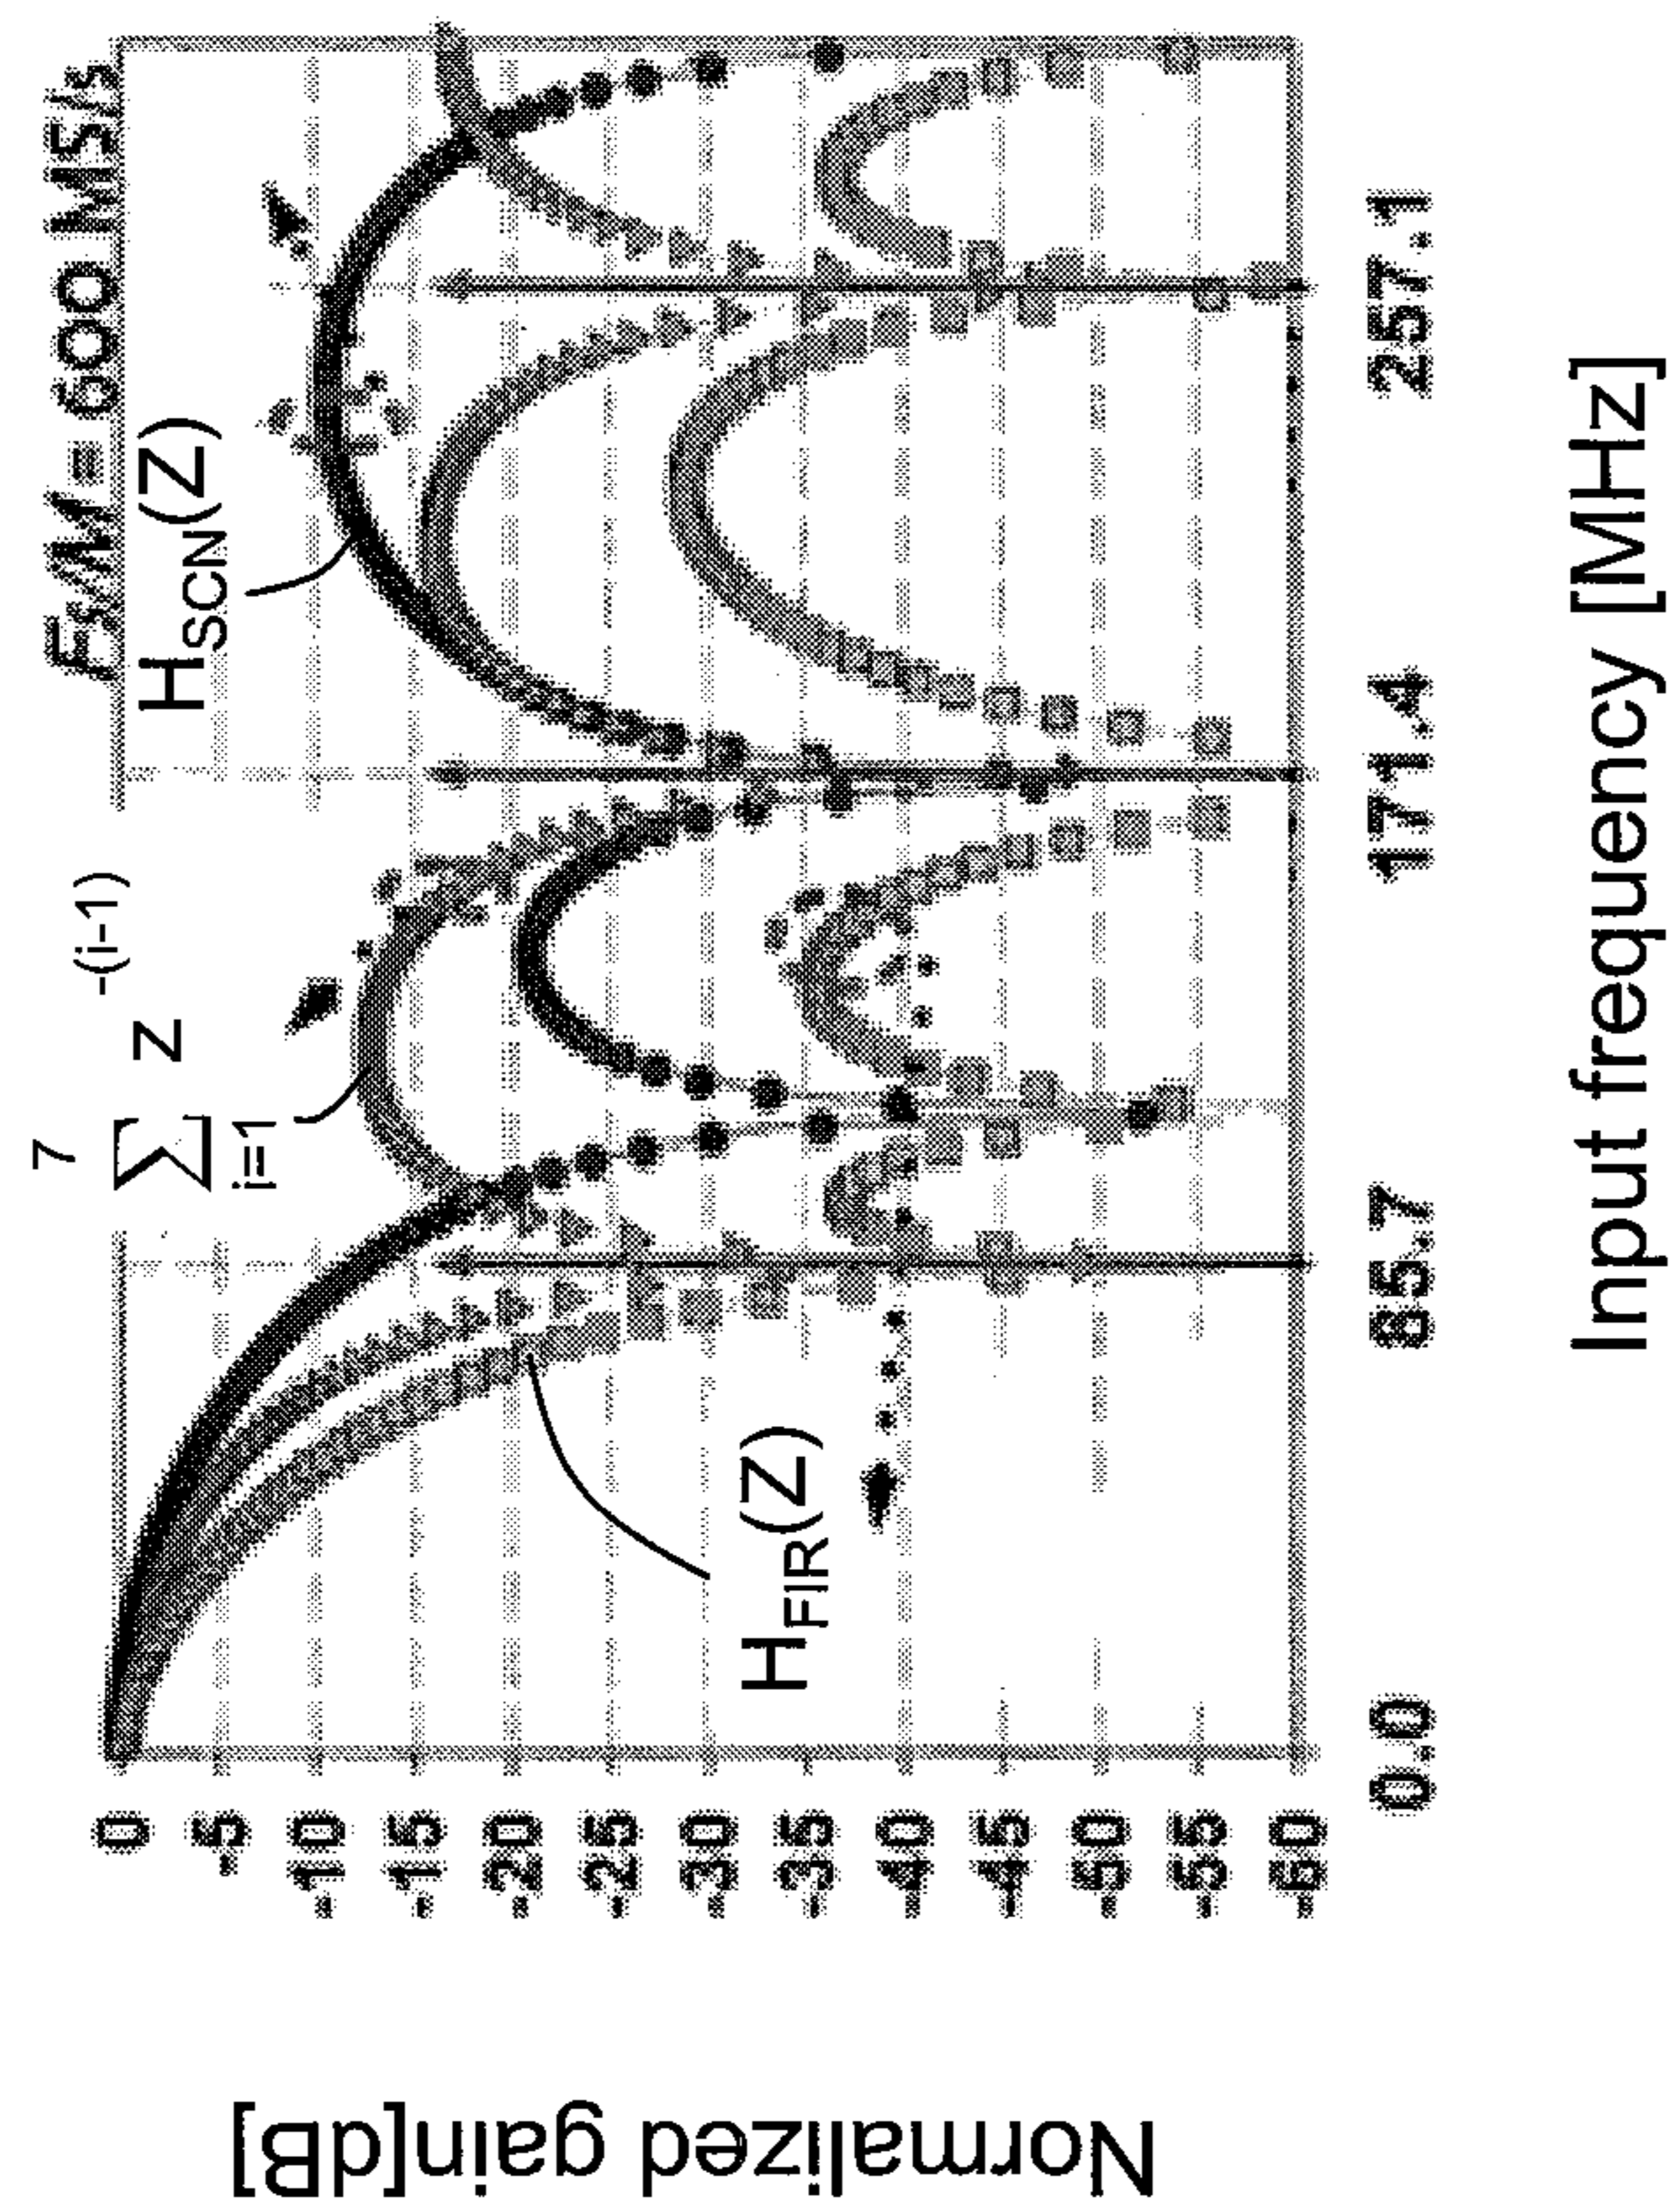 Fs/M = 600 MS/s
7
∑ z -(i-1)
i=1
H_SCN(Z)
H_FIR(Z)
0
-5
-10
-15
-20
-25
-30
-35
-40
-45
-50
-55
-60
0.0 85.7 171.4 257.1
Input frequency [MHz]
Normalized gain[dB]